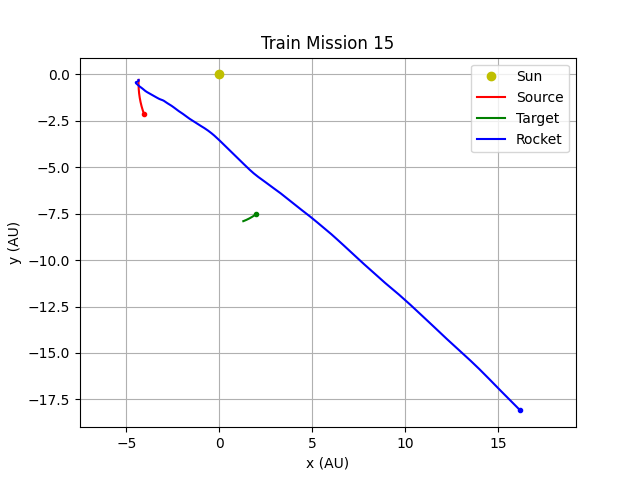 Train Mission 15
Sun
Source
Target
Rocket
y (AU)
0.0
−2.5
−5.0
−7.5
−10.0
−12.5
−15.0
−17.5
−5
0
5
10
15
x (AU)